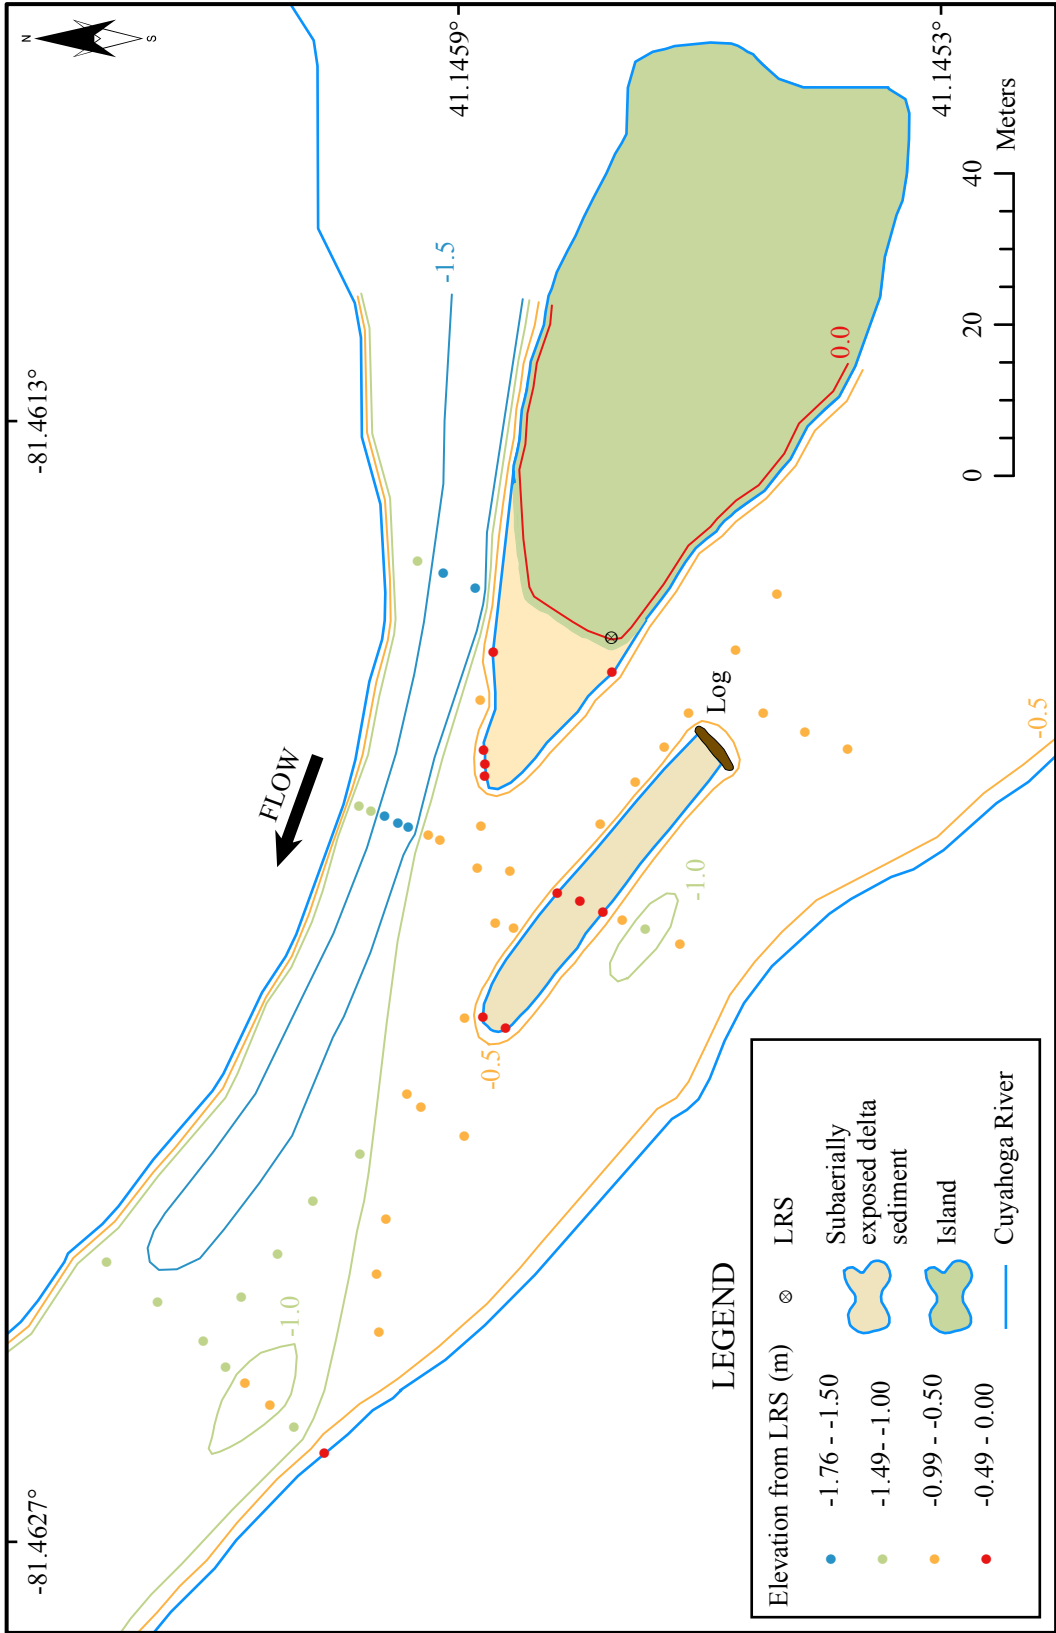 N
S
-81.4627°
-81.4613°
41.1459°
41.1453°
FLOW
-1.5
0.0
Log
-1.0
-0.5
-1.0
-0.5
0 20 40
Meters
LEGEND
Elevation from LRS (m)
-1.76 - -1.50
-1.49- -1.00
-0.99 - -0.50
-0.49 - 0.00
LRS
Subaerially
exposed delta
sediment
Island
Cuyahoga River